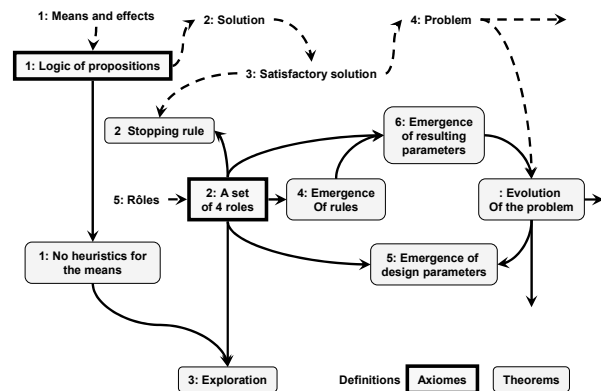 1: Means and effects
2: Solution
4: Problem
1: Logic of propositions
3: Satisfactory solution
2 Stopping rule
6: Emergence
of resulting
parameters
5: Rôles
2: A set
of 4 roles
4: Emergence
Of rules
: Evolution
Of the problem
1: No heuristics for
the means
5: Emergence of
design parameters
3: Exploration
Definitions
Axiomes
Theorems